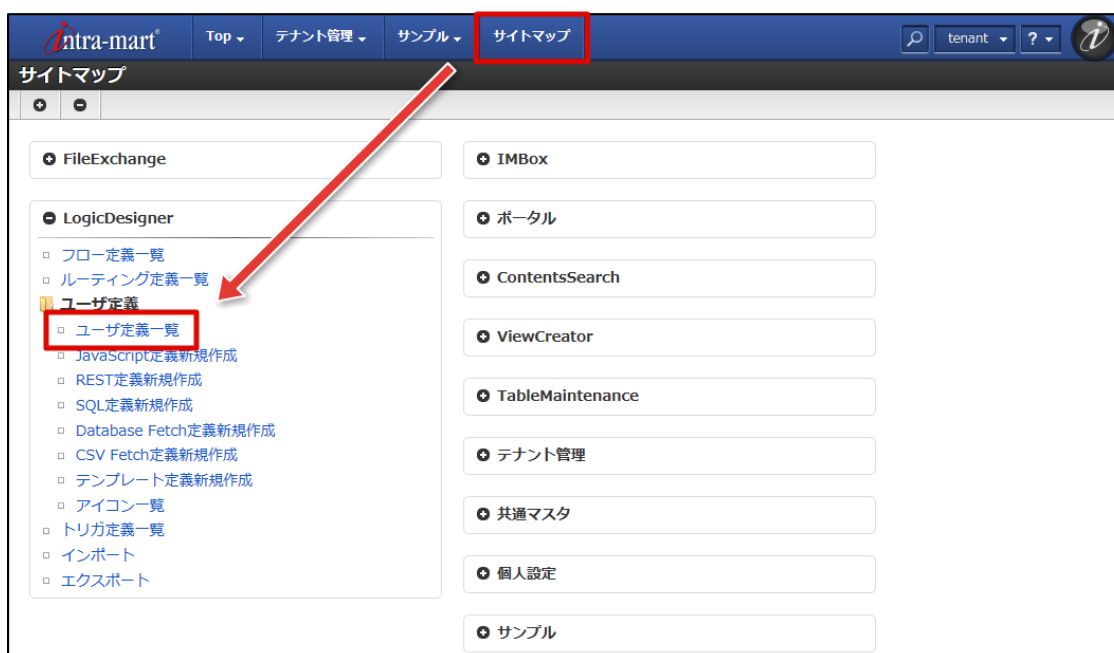 intra-mart®
Top
テナント管理
サンプル
サイトマップ
tenant
?
サイトマップ
FileExchange
LogicDesigner
フロー定義一覧
ルーティング定義一覧
ユーザ定義
ユーザ定義一覧
JavaScript定義新規作成
REST定義新規作成
SQL定義新規作成
Database Fetch定義新規作成
CSV Fetch定義新規作成
テンプレート定義新規作成
アイコン一覧
トリガ定義一覧
インポート
エクスポート
IMBox
ポータル
ContentsSearch
ViewCreator
TableMaintenance
テナント管理
共通マスタ
個人設定
サンプル